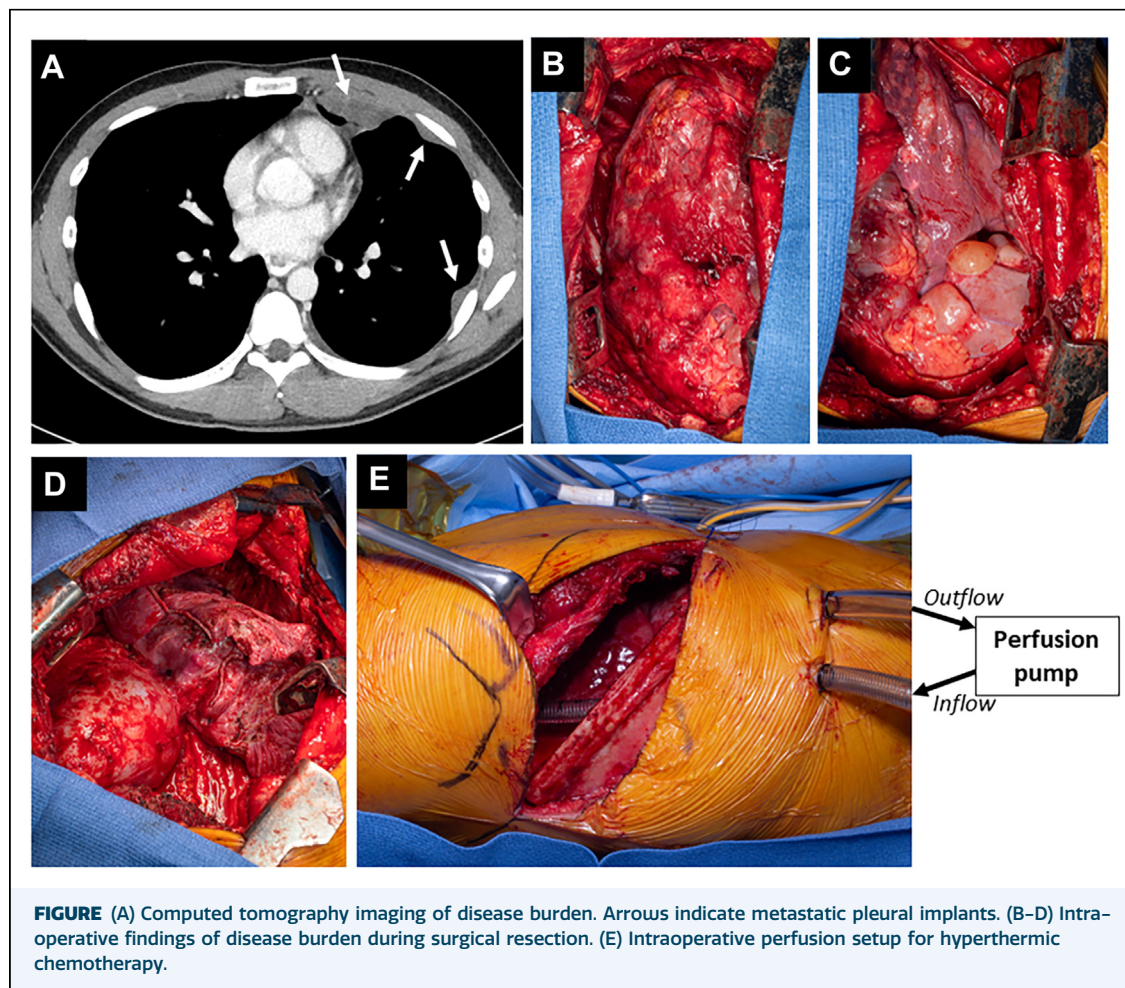 A
B
C
D
E
Outflow
Perfusion
pump
Inflow
FIGURE (A) Computed tomography imaging of disease burden. Arrows indicate metastatic pleural implants. (B–D) Intra-
operative findings of disease burden during surgical resection. (E) Intraoperative perfusion setup for hyperthermic
chemotherapy.